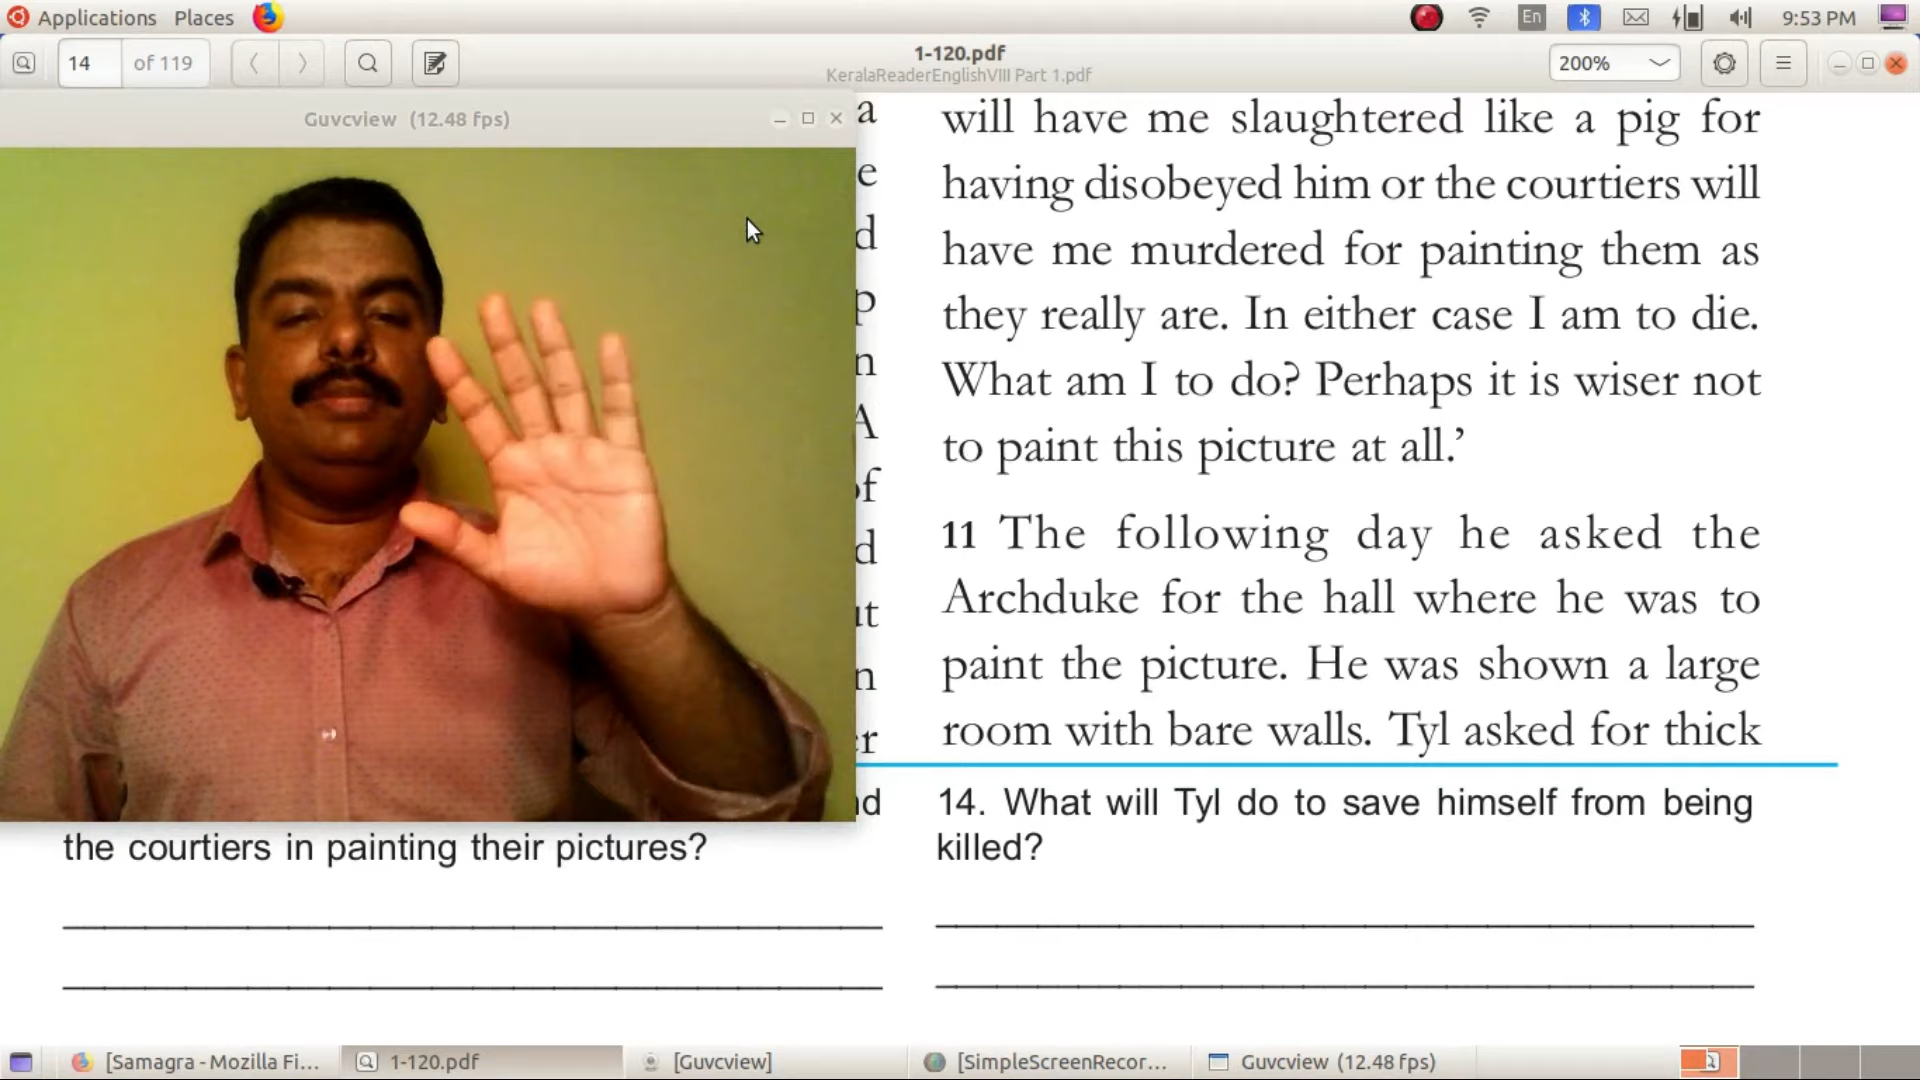 Applications Places En 9:53 PM
14 of 119
1-120.pdf
KeralaReaderEnglishVIII Part 1.pdf
200%
Guvcview (12.48 fps)
a
e
d
p
n
A
of
d
ut
n
er
nd
the courtiers in painting their pictures?
will have me slaughtered like a pig for
having disobeyed him or the courtiers will
have me murdered for painting them as
they really are. In either case I am to die.
What am I to do? Perhaps it is wiser not
to paint this picture at all.’
11 The following day he asked the
Archduke for the hall where he was to
paint the picture. He was shown a large
room with bare walls. Tyl asked for thick
14. What will Tyl do to save himself from being
killed?
[Samagra - Mozilla Fi... 1-120.pdf [Guvcview] [SimpleScreenRecor... Guvcview (12.48 fps)